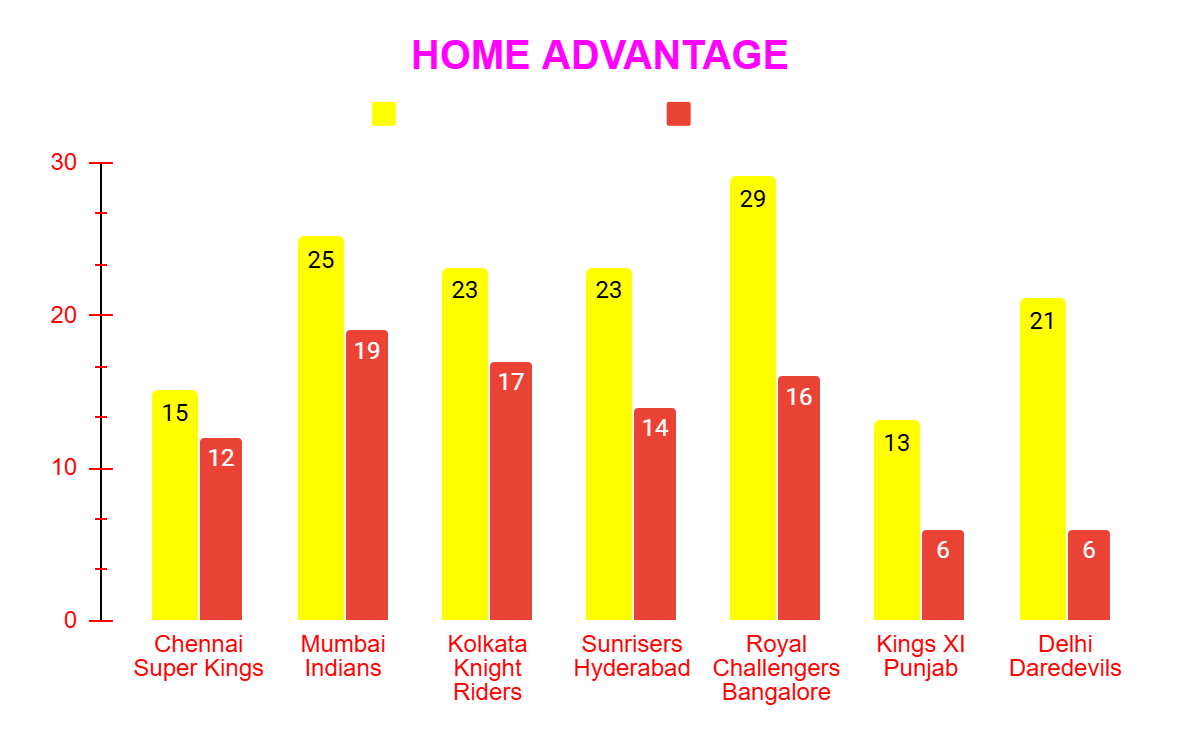 HOME ADVANTAGE
30
20
10
0
15
12
25
19
23
17
23
14
29
16
13
6
21
6
Chennai
Super Kings
Mumbai
Indians
Kolkata
Knight
Riders
Sunrisers
Hyderabad
Royal
Challengers
Bangalore
Kings XI
Punjab
Delhi
Daredevils